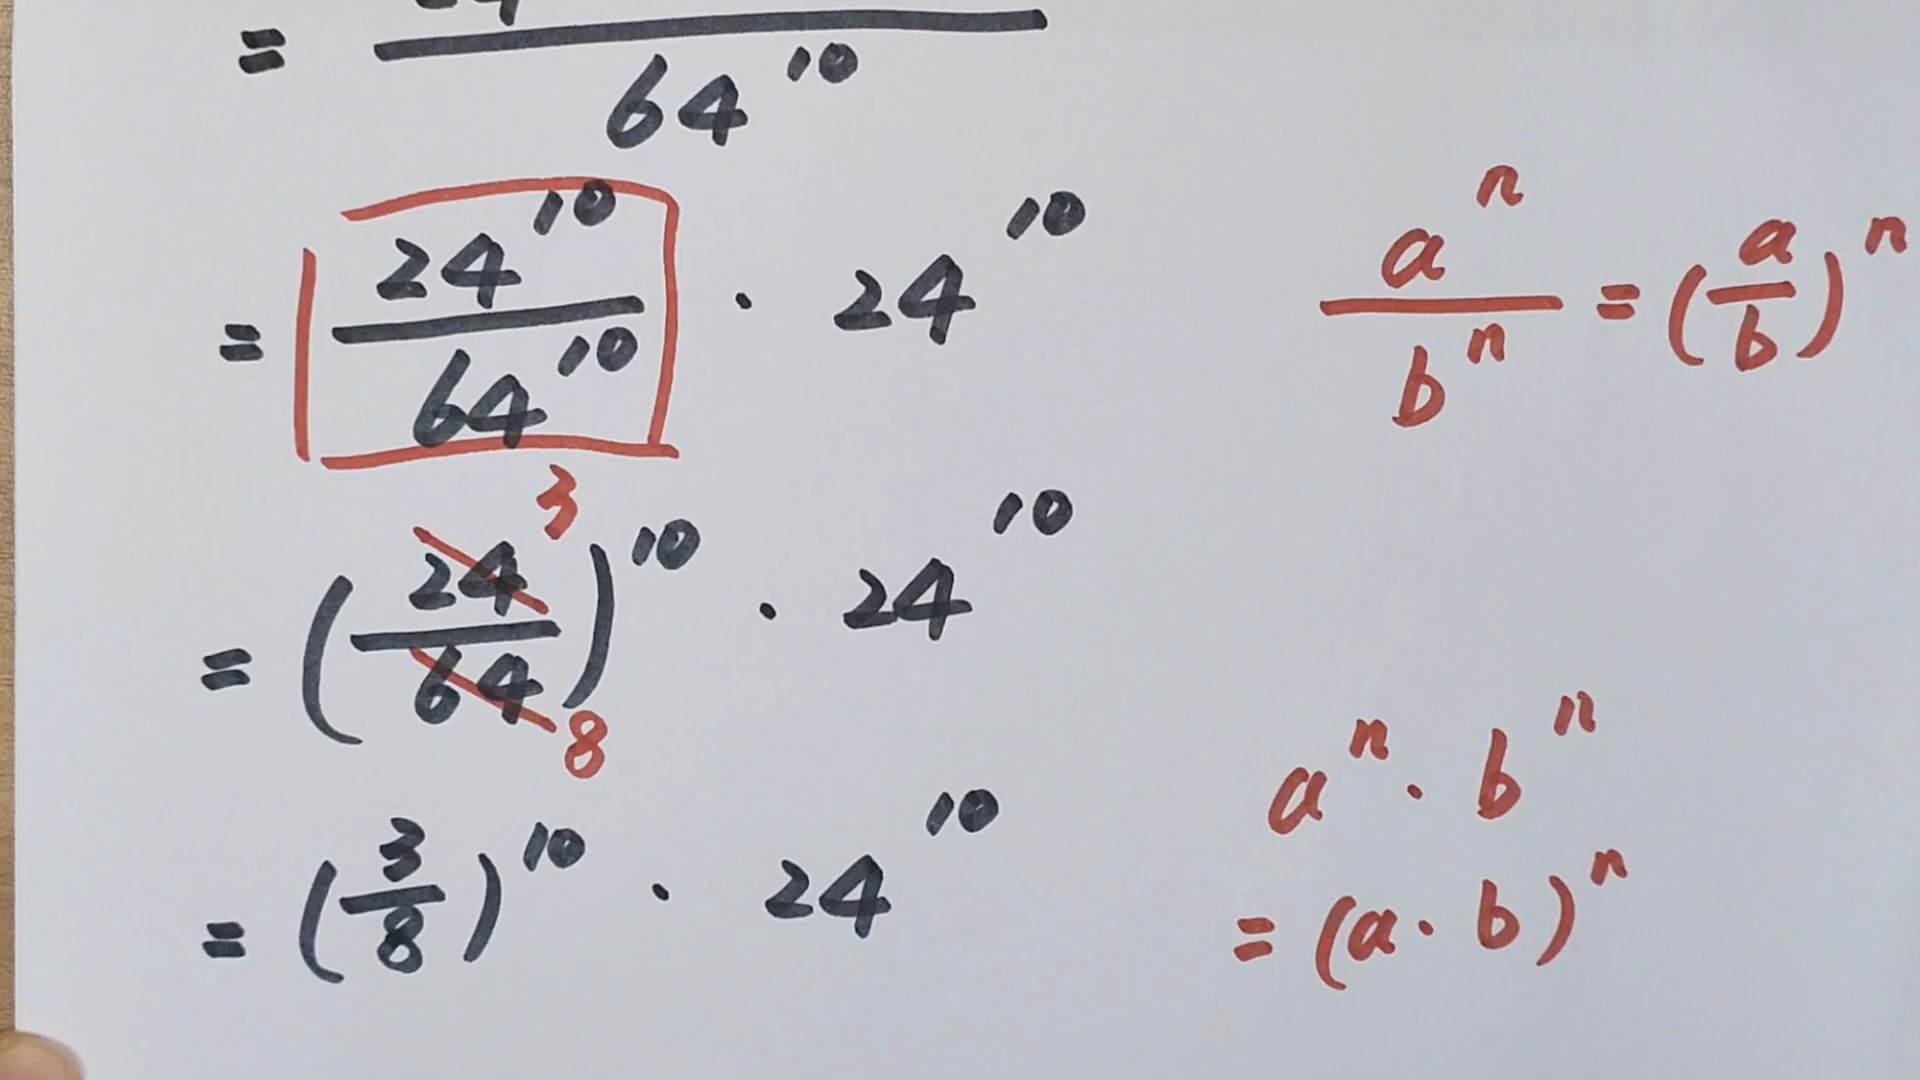 =
64^10
= 24^10/64^10 · 24^10
a^n/b^n = (a/b)^n
3
= (24/64)^10 · 24^10
8
a^n · b^n
= (3/8)^10 · 24^10
= (a · b)^n